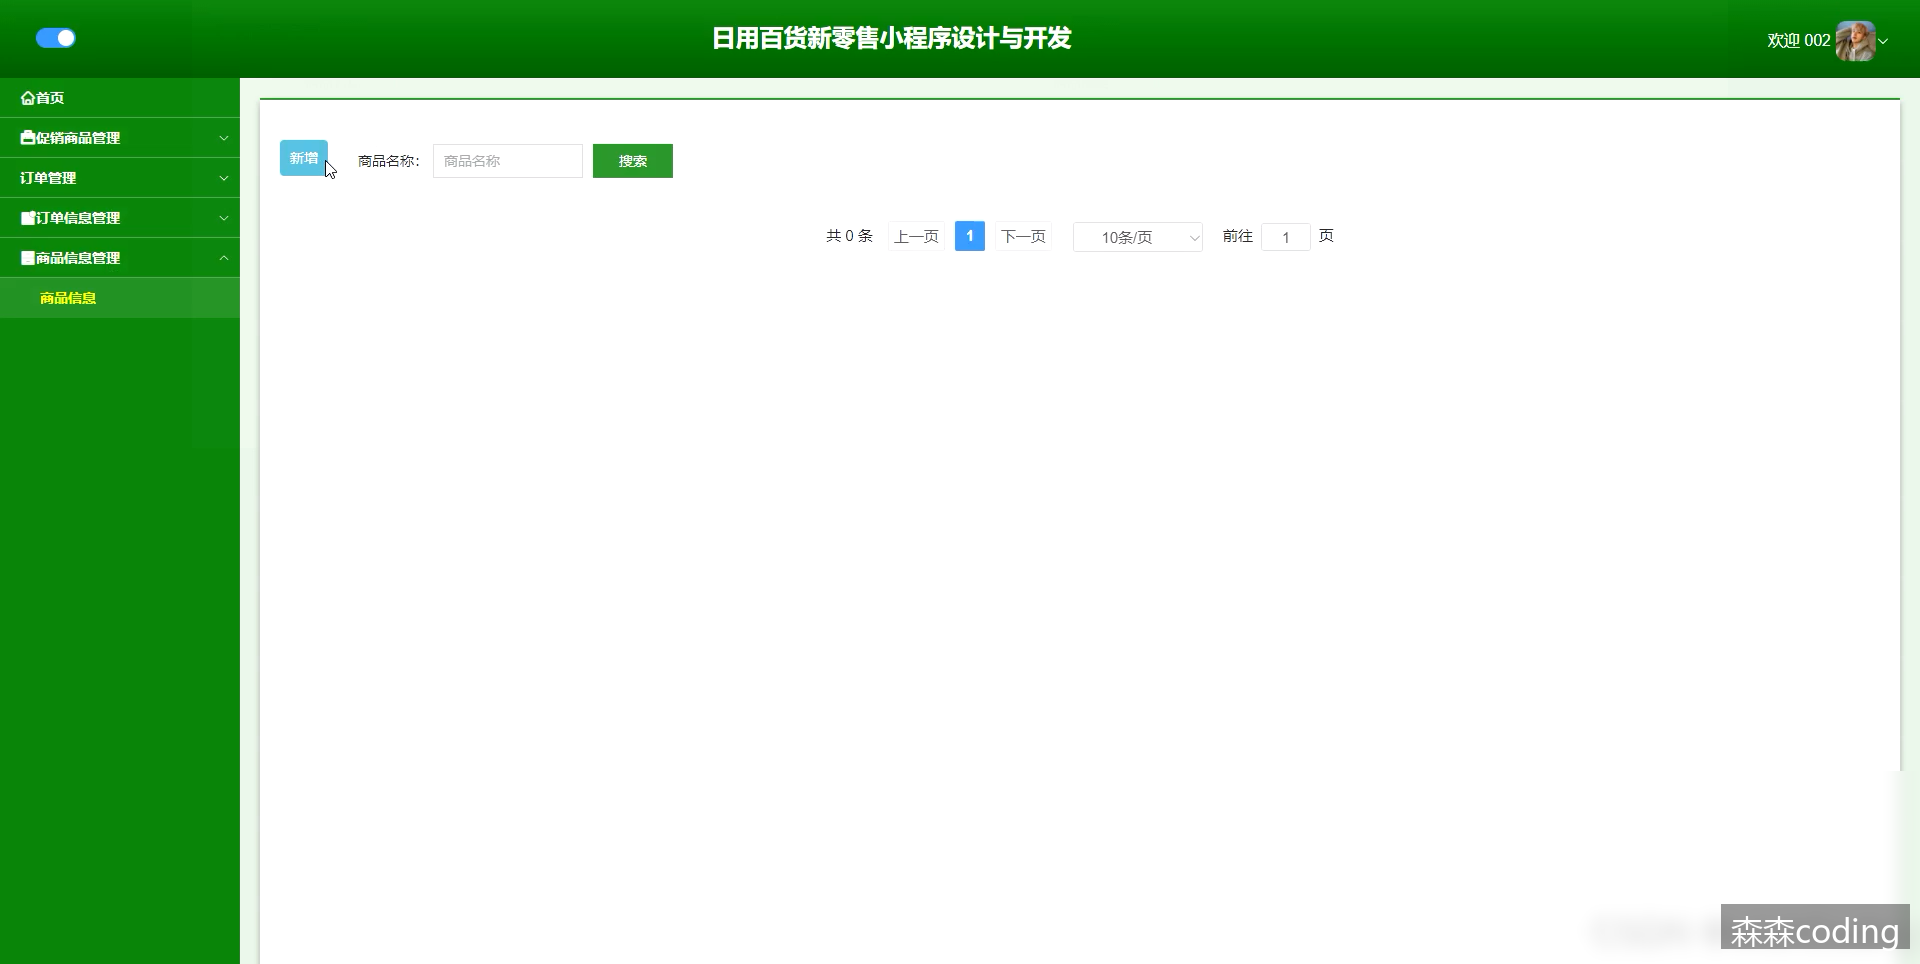 日用百货新零售小程序设计与开发
欢迎 002
首页
促销商品管理
订单管理
订单信息管理
商品信息管理
商品信息
新增 商品名称： 商品名称 搜索
共 0 条 上一页 1 下一页 10条/页 前往 1 页
森森coding